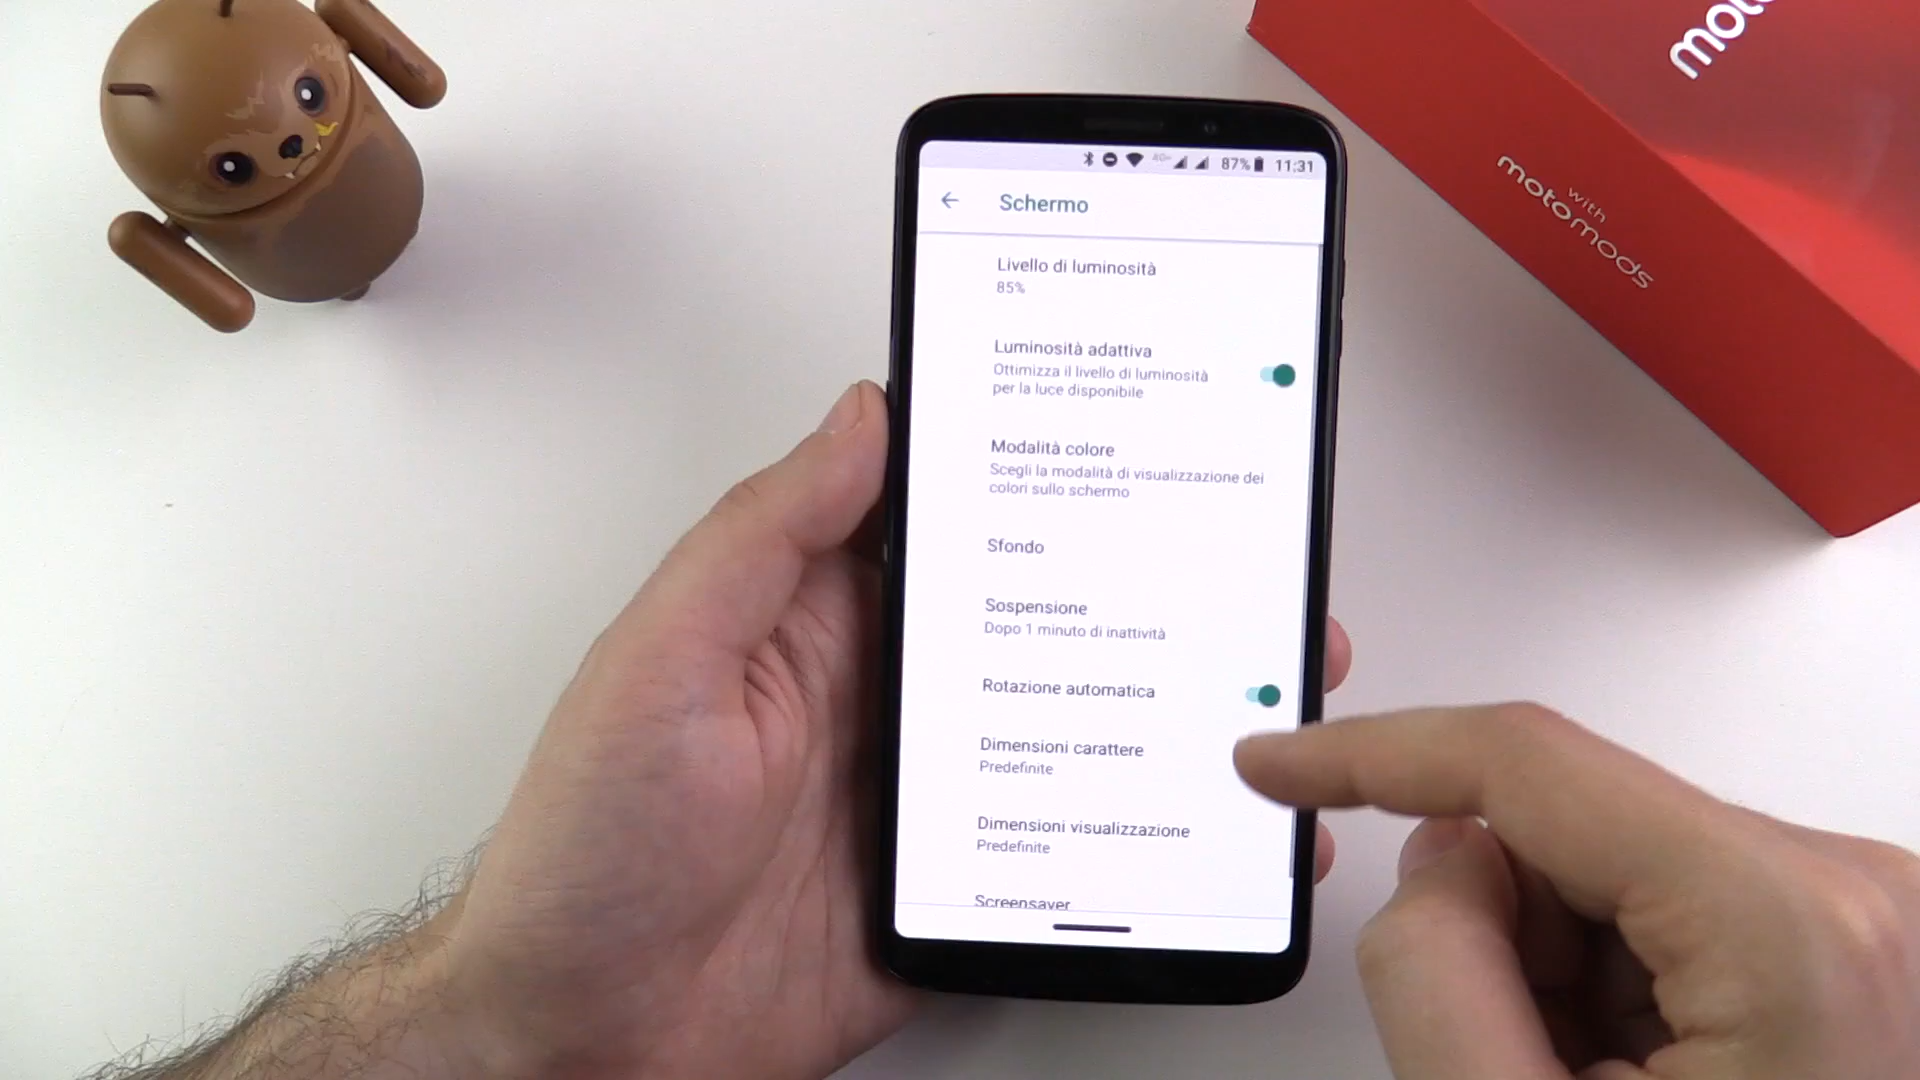 87% 11:31
Schermo
Livello di luminosità
85%
Luminosità adattiva
Ottimizza il livello di luminosità
per la luce disponibile
Modalità colore
Scegli la modalità di visualizzazione dei
colori sullo schermo
Sfondo
Sospensione
Dopo 1 minuto di inattività
Rotazione automatica
Dimensioni carattere
Predefinite
Dimensioni visualizzazione
Predefinite
Screensaver
with
moto mods